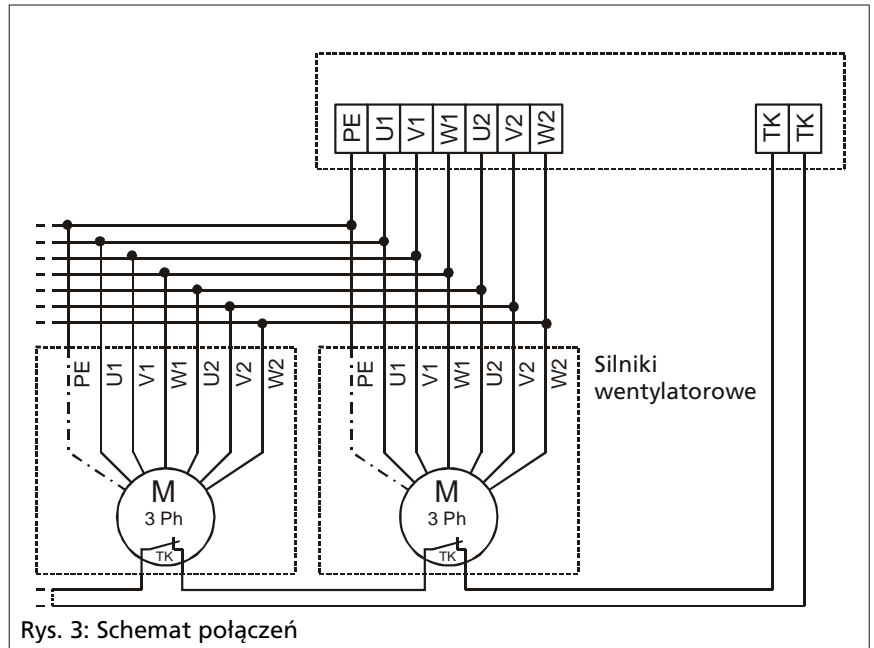 PE U1 V1 W1 U2 V2 W2 TK TK
PE U1 V1 W1 U2 V2 W2
PE U1 V1 W1 U2 V2 W2
Silniki
wentylatorowe
M
3 Ph
TK
M
3 Ph
TK
Rys. 3: Schemat połączeń